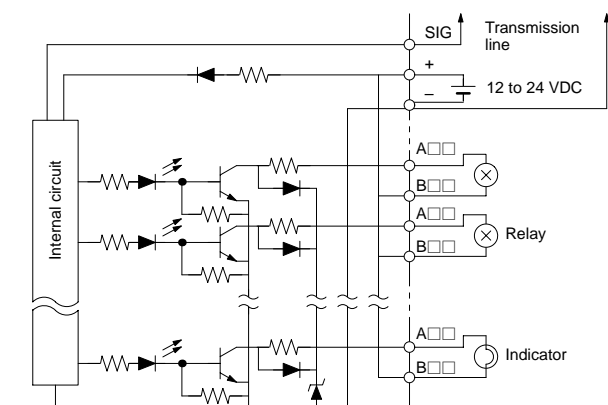 SIG
Transmission
line
+
12 to 24 VDC
–
Internal circuit
A□□
B□□
A□□
Relay
B□□
A□□
Indicator
B□□